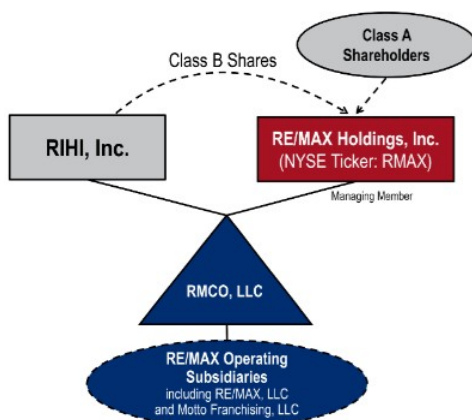 Class A
Shareholders
Class B Shares
RIHI, Inc.
RE/MAX Holdings, Inc.
(NYSE Ticker: RMAX)
Managing Member
RMCO, LLC
RE/MAX Operating
Subsidiaries
including RE/MAX, LLC
and Motto Franchising, LLC